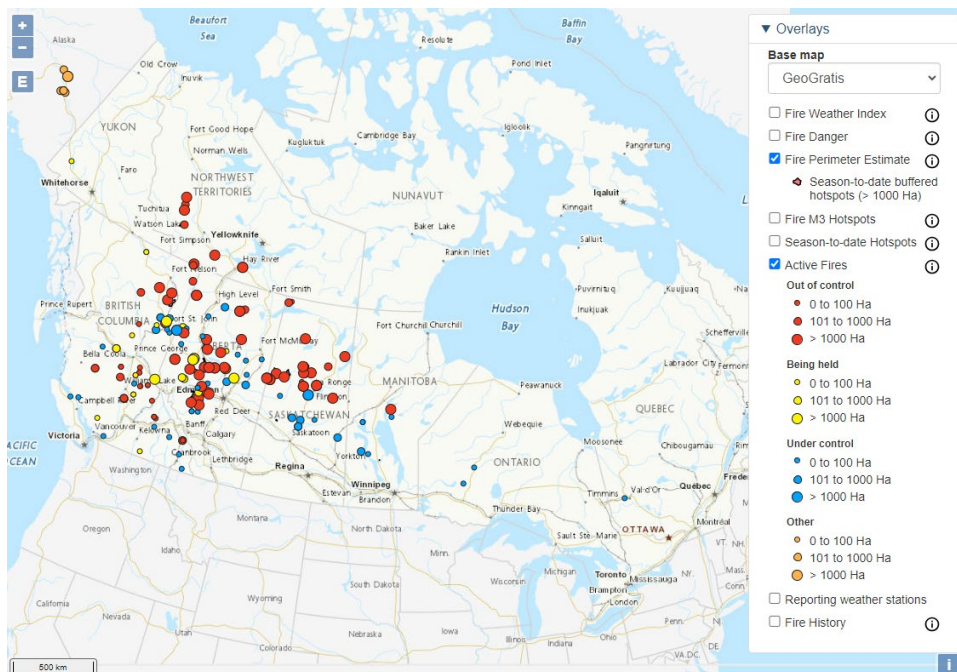 +
−
E
Beaufort
Sea
Baffin
Bay
Alaska
Resolute
Old Crow
Inuvik
Pond Inlet
YUKON
Fort Good Hope
Norman Wells
Kugluktuk
Cambridge Bay
Igloolik
Pangnirtung
Faro
Whitehorse
NORTHWEST
TERRITORIES
NUNAVUT
Iqaluit
Kinngait
Tuchitua
Watson Lake
Fort Simpson
Yellowknife
Baker Lake
Rankin Inlet
Salluit
Hay River
Fort Nelson
Fort Smith
High Level
Prince Rupert
BRITISH
COLUMBIA
Fort St. John
Hudson
Bay
Puvirnituq
Inukjuak
Kuujjuaq
Fort Churchill
Churchill
Schefferville
Bella Coola
Prince George
Fort McMurray
Labrador City
MANITOBA
Peawanuck
Flin Flon
Campbell River
Red Deer
SASKATCHEWAN
QUEBEC
Vancouver
Kelowna
Banff
Calgary
Saskatoon
Webequie
Moosonee
Chibougamau
Victoria
Cranbrook
Lethbridge
Yorkton
ONTARIO
PACIFIC
OCEAN
Washington
Regina
Winnipeg
Timmins
Val-d'Or
Québec
Estevan
Brandon
Thunder Bay
Montréal
Oregon
Montana
North Dakota
Minn.
Sault Ste-Marie
OTTAWA
Idaho
South Dakota
Wisconsin
Michigan
Toronto
Mississauga
Brampton
London
Wyoming
N.Y.
California
Nevada
Utah
Nebraska
Iowa
Illinois
Indiana
Ohio
Penn.
Colorado
500 km
▼ Overlays
Base map
GeoGratis
Fire Weather Index
Fire Danger
Fire Perimeter Estimate
Season-to-date buffered
hotspots (> 1000 Ha)
Fire M3 Hotspots
Season-to-date Hotspots
Active Fires
Out of control
0 to 100 Ha
101 to 1000 Ha
> 1000 Ha
Being held
0 to 100 Ha
101 to 1000 Ha
> 1000 Ha
Under control
0 to 100 Ha
101 to 1000 Ha
> 1000 Ha
Other
0 to 100 Ha
101 to 1000 Ha
> 1000 Ha
Reporting weather stations
Fire History
i